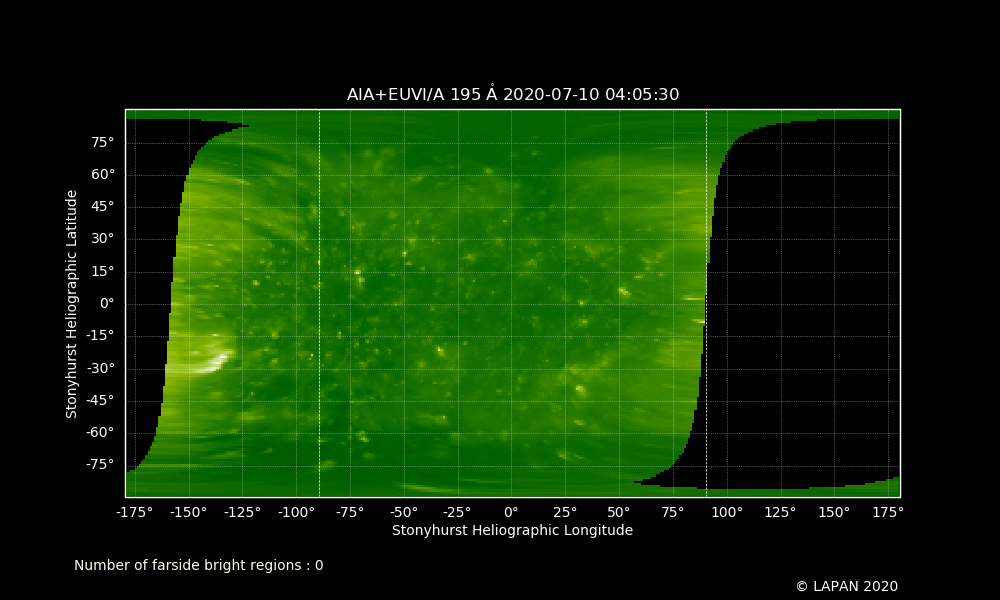 AIA+EUVI/A 195 Å 2020-07-10 04:05:30
Stonyhurst Heliographic Latitude
75°
60°
45°
30°
15°
0°
-15°
-30°
-45°
-60°
-75°
-175° -150° -125° -100° -75° -50° -25° 0° 25° 50° 75° 100° 125° 150° 175°
Stonyhurst Heliographic Longitude
Number of farside bright regions : 0
© LAPAN 2020